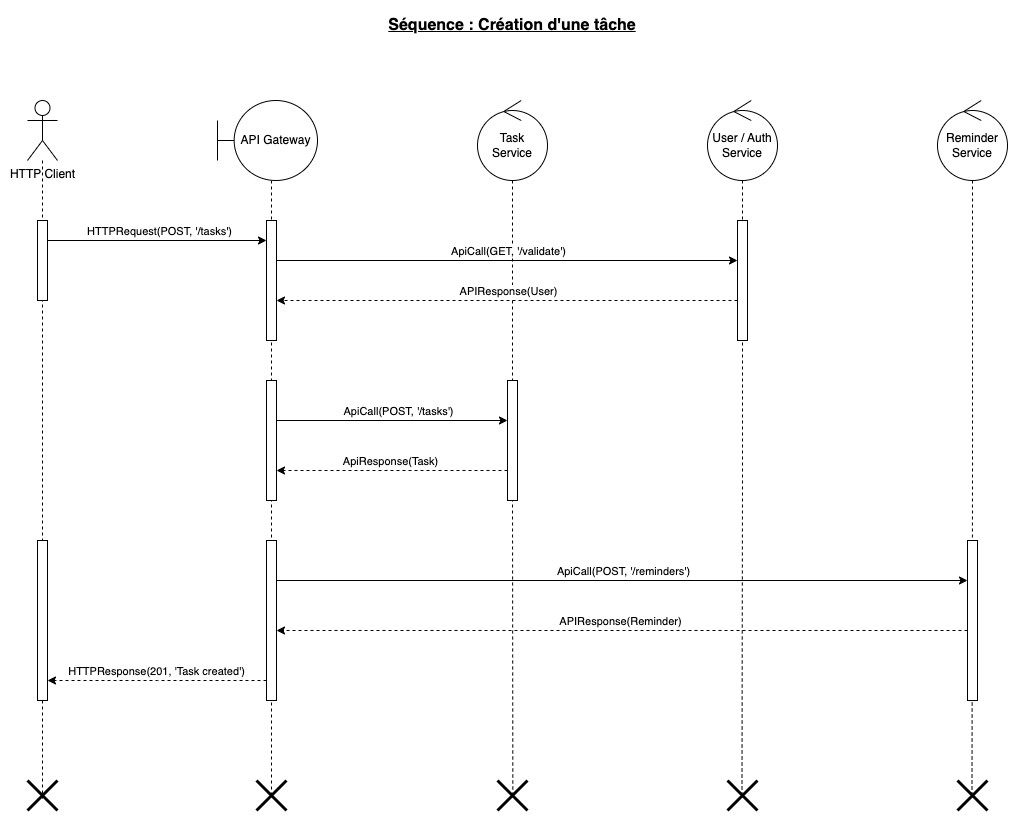 Séquence : Création d'une tâche
HTTP Client
API Gateway
Task
Service
User / Auth
Service
Reminder
Service
HTTPRequest(POST, '/tasks')
ApiCall(GET, '/validate')
APIResponse(User)
ApiCall(POST, '/tasks')
ApiResponse(Task)
ApiCall(POST, '/reminders')
APIResponse(Reminder)
HTTPResponse(201, 'Task created')